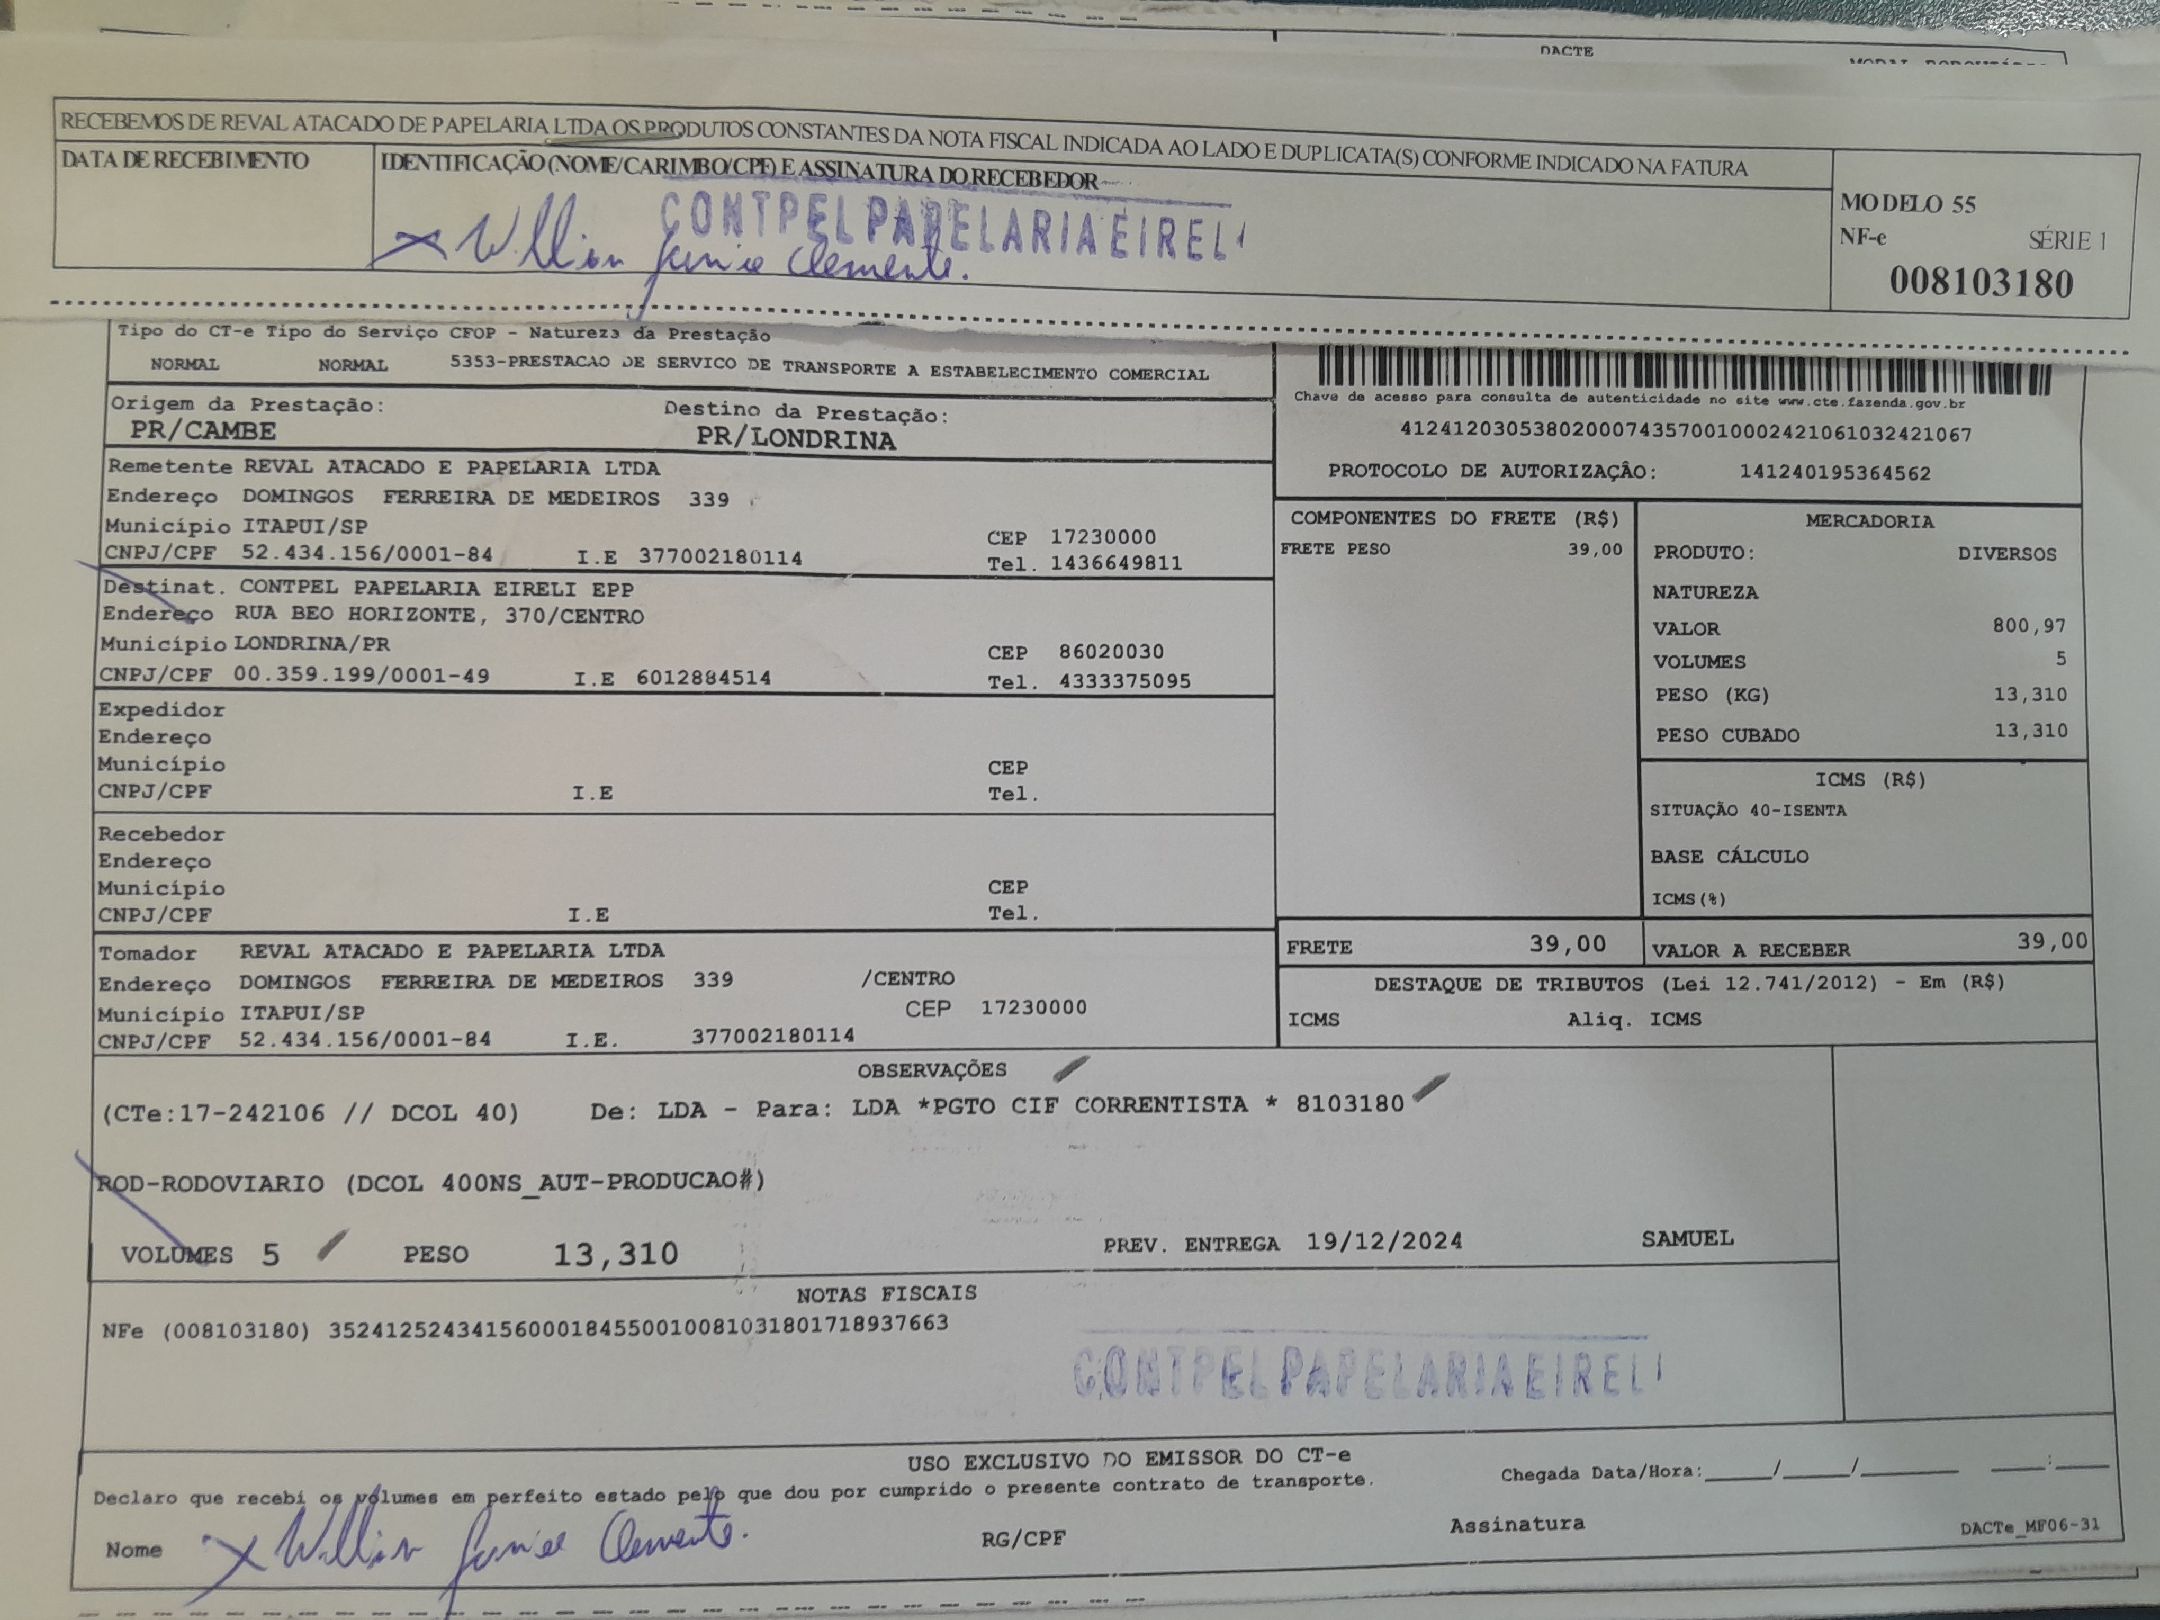 DACTE
RECEBEMOS DE REVAL ATACADO DE PAPELARIA LTDA OS PRODUTOS CONSTANTES DA NOTA FISCAL INDICADA AO LADO E DUPLICATA(S) CONFORME INDICADO NA FATURA
DATA DE RECEBIMENTO
IDENTIFICAÇÃO (NOME/CARIMBO/CPF) E ASSINATURA DO RECEBEDOR
CONTPEL PAPELARIA EIRELI
Willian Junio Clemente.
MODELO 55
NF-e SÉRIE 1
008103180
Tipo do CT-e Tipo do Serviço CFOP - Natureza da Prestação
NORMAL NORMAL 5353-PRESTACAO DE SERVICO DE TRANSPORTE A ESTABELECIMENTO COMERCIAL
Origem da Prestação: Destino da Prestação:
PR/CAMBE PR/LONDRINA
Chave de acesso para consulta de autenticidade no site www.cte.fazenda.gov.br
41241203053802000743570010002421061032421067
PROTOCOLO DE AUTORIZAÇÃO: 141240195364562
Remetente REVAL ATACADO E PAPELARIA LTDA
Endereço DOMINGOS FERREIRA DE MEDEIROS 339
Município ITAPUI/SP CEP 17230000
CNPJ/CPF 52.434.156/0001-84 I.E 377002180114 Tel. 1436649811
Destinat. CONTPEL PAPELARIA EIRELI EPP
Endereço RUA BEO HORIZONTE, 370/CENTRO
Município LONDRINA/PR CEP 86020030
CNPJ/CPF 00.359.199/0001-49 I.E 6012884514 Tel. 4333375095
Expedidor
Endereço
Município CEP
CNPJ/CPF I.E Tel.
Recebedor
Endereço
Município CEP
CNPJ/CPF I.E Tel.
Tomador REVAL ATACADO E PAPELARIA LTDA
Endereço DOMINGOS FERREIRA DE MEDEIROS 339 /CENTRO
Município ITAPUI/SP CEP 17230000
CNPJ/CPF 52.434.156/0001-84 I.E. 377002180114
COMPONENTES DO FRETE (R$)
FRETE PESO 39,00
MERCADORIA
PRODUTO: DIVERSOS
NATUREZA
VALOR 800,97
VOLUMES 5
PESO (KG) 13,310
PESO CUBADO 13,310
ICMS (R$)
SITUAÇÃO 40-ISENTA
BASE CÁLCULO
ICMS(%)
FRETE 39,00 VALOR A RECEBER 39,00
DESTAQUE DE TRIBUTOS (Lei 12.741/2012) - Em (R$)
ICMS Aliq. ICMS
OBSERVAÇÕES
(CTe:17-242106 // DCOL 40) De: LDA - Para: LDA *PGTO CIF CORRENTISTA * 8103180
ROD-RODOVIARIO (DCOL 400NS_AUT-PRODUCAO#)
VOLUMES 5 PESO 13,310 PREV. ENTREGA 19/12/2024 SAMUEL
NOTAS FISCAIS
NFe (008103180) 35241252434156000184550010081031801718937663
CONTPEL PAPELARIA EIRELI
USO EXCLUSIVO DO EMISSOR DO CT-e
Declaro que recebi os volumes em perfeito estado pelo que dou por cumprido o presente contrato de transporte. Chegada Data/Hora:_____/_____/_______ ____:____
Nome Willian Junio Clemente. RG/CPF Assinatura DACTe_MF06-31